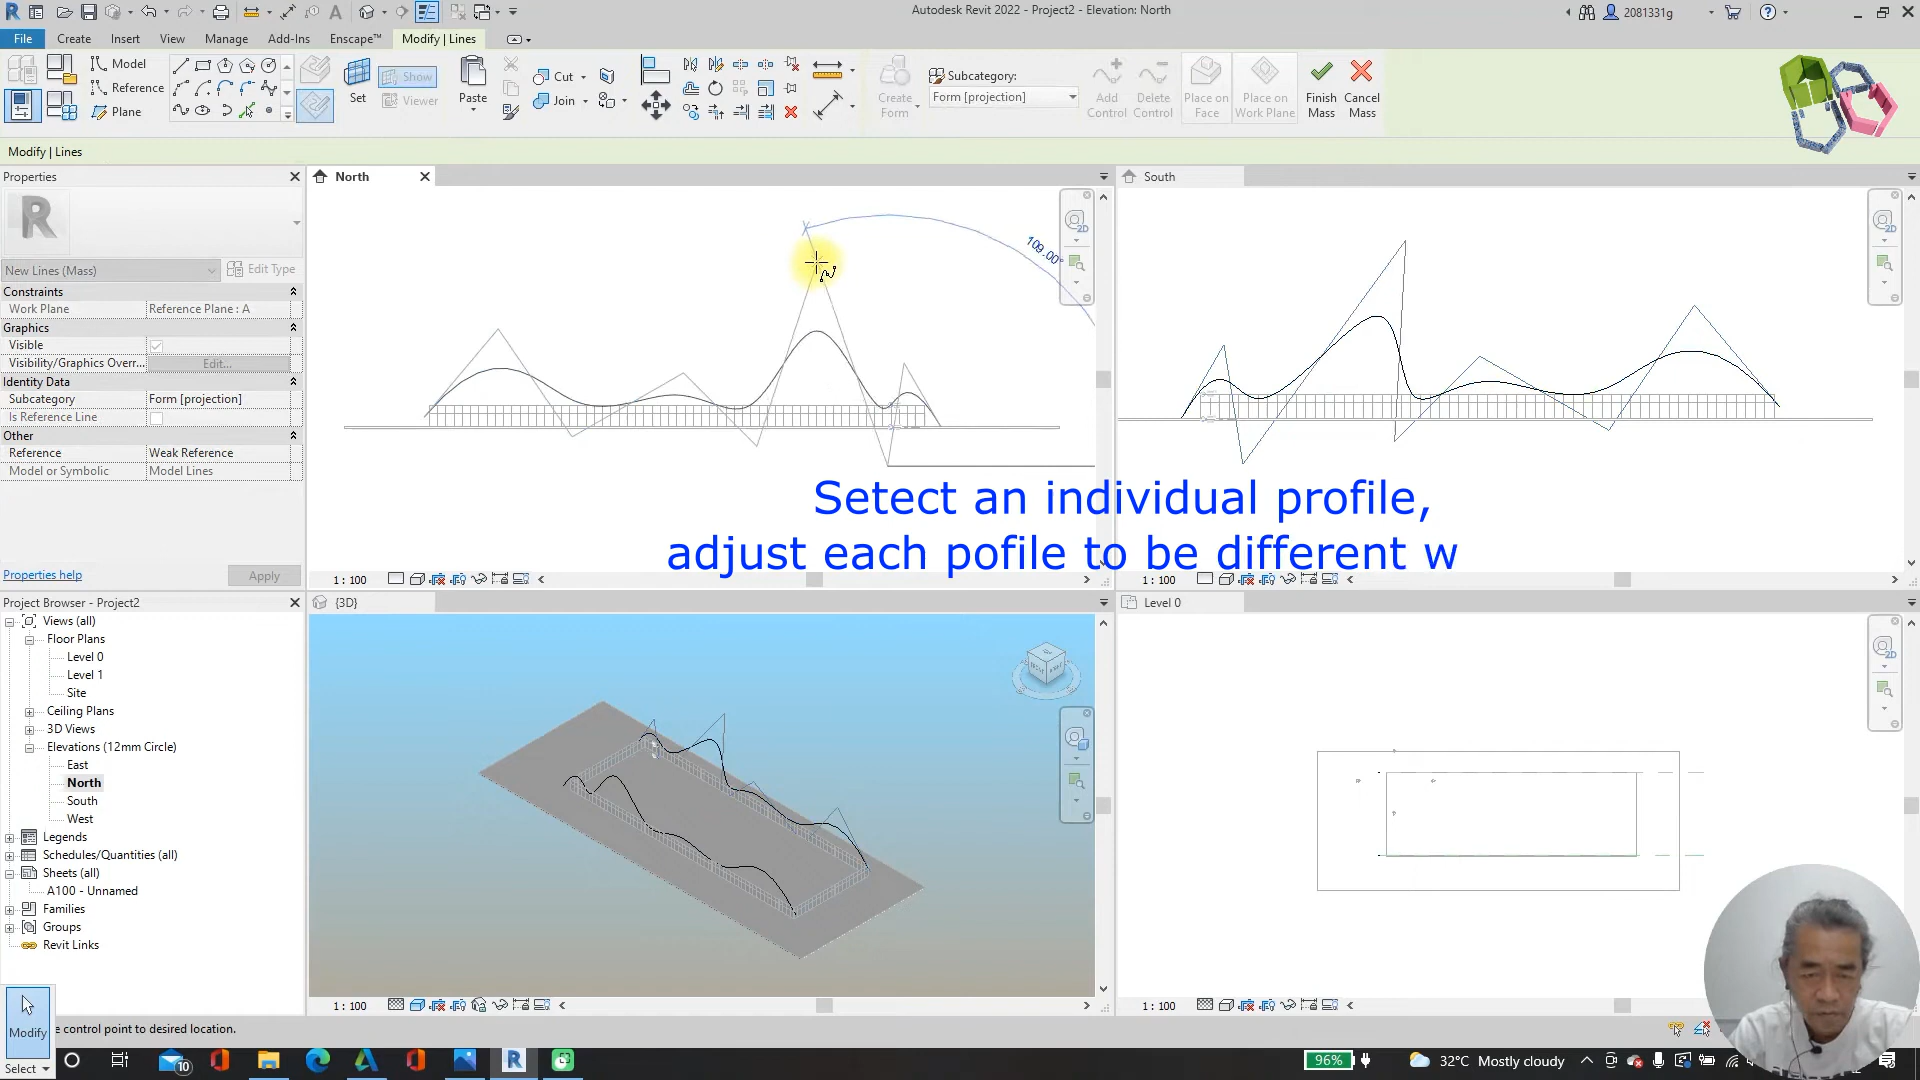 Autodesk Revit 2022 - Project2 - Elevation: North
2081331g
File Create Insert View Manage Add-Ins Enscape™ Modify | Lines
Model
Reference
Plane
Set
Show
Viewer
Paste
Cut
Join
Create Form
Subcategory:
Form [projection]
Add Control
Delete Control
Place on Face
Place on Work Plane
Finish Mass
Cancel Mass
Modify | Lines
Properties
R
New Lines (Mass)
Edit Type
Constraints
Work Plane Reference Plane : A
Graphics
Visible
Visibility/Graphics Overr... Edit...
Identity Data
Subcategory Form [projection]
Is Reference Line
Other
Reference Weak Reference
Model or Symbolic Model Lines
Properties help
Apply
North
109.00°
1 : 100
South
1 : 100
Setect an individual profile,
adjust each pofile to be different w
Project Browser - Project2
Views (all)
Floor Plans
Level 0
Level 1
Site
Ceiling Plans
3D Views
Elevations (12mm Circle)
East
North
South
West
Legends
Schedules/Quantities (all)
Sheets (all)
A100 - Unnamed
Families
Groups
Revit Links
{3D}
1 : 100
Level 0
1 : 100
Modify
e control point to desired location.
Select
10
96%
32°C Mostly cloudy